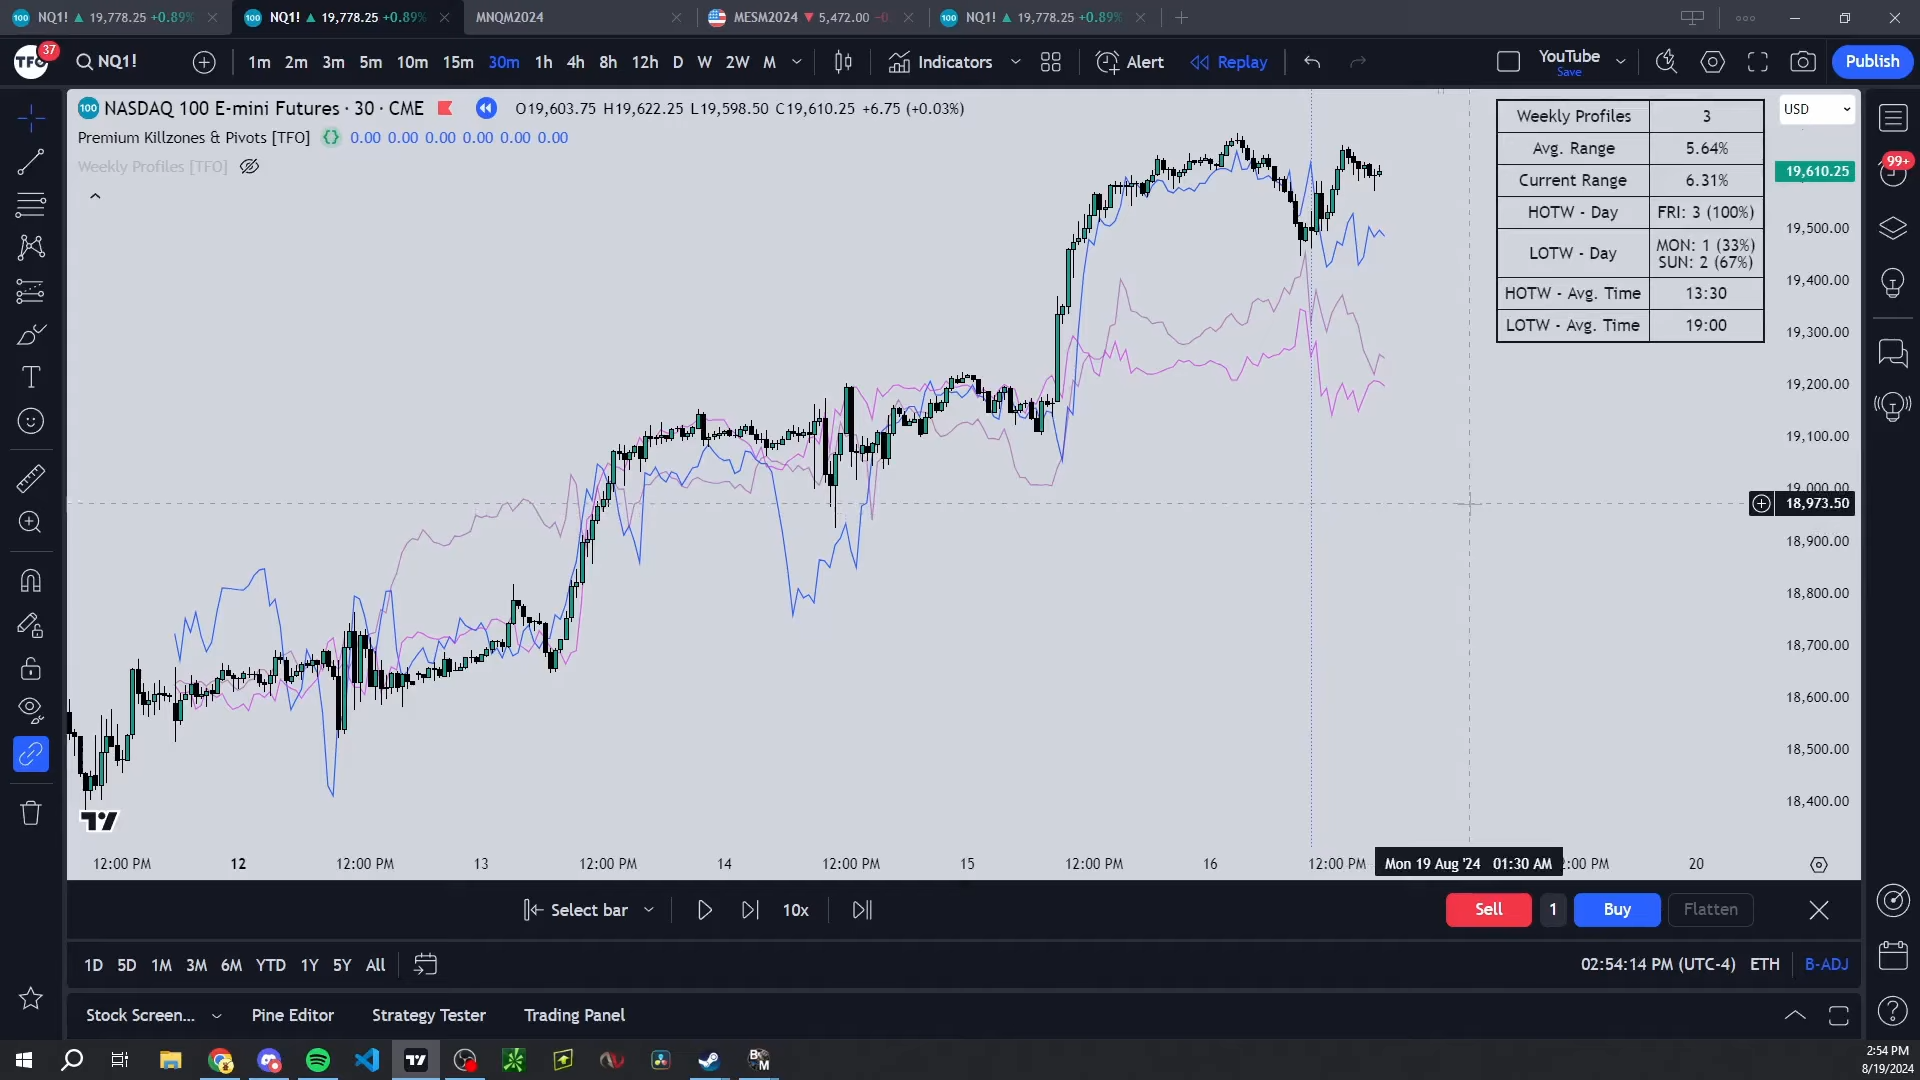 NQ1! ▲ 19,778.25 +0.89%
NQ1! ▲ 19,778.25 +0.89%
MNQM2024
MESM2024 ▼ 5,472.00 −0
NQ1! ▲ 19,778.25 +0.89%
TFO 37
NQ1!
1m 2m 3m 5m 10m 15m 30m 1h 4h 8h 12h D W 2W M
Indicators
Alert
Replay
YouTube
Save
Publish
100 NASDAQ 100 E-mini Futures · 30 · CME
O19,603.75 H19,622.25 L19,598.50 C19,610.25 +6.75 (+0.03%)
Premium Killzones & Pivots [TFO] {} 0.00 0.00 0.00 0.00 0.00 0.00
Weekly Profiles [TFO]
Weekly Profiles 3
Avg. Range 5.64%
Current Range 6.31%
HOTW - Day FRI: 3 (100%)
LOTW - Day MON: 1 (33%)
SUN: 2 (67%)
HOTW - Avg. Time 13:30
LOTW - Avg. Time 19:00
USD
99+
19,610.25
19,500.00
19,400.00
19,300.00
19,200.00
19,100.00
19,000.00
18,973.50
18,900.00
18,800.00
18,700.00
18,600.00
18,500.00
18,400.00
12:00 PM 12 12:00 PM 13 12:00 PM 14 12:00 PM 15 12:00 PM 16 12:00 PM Mon 19 Aug '24 01:30 AM 2:00 PM 20
Select bar
10x
Sell 1 Buy Flatten
1D 5D 1M 3M 6M YTD 1Y 5Y All
02:54:14 PM (UTC-4) ETH B-ADJ
Stock Screen... Pine Editor Strategy Tester Trading Panel
2:54 PM
8/19/2024